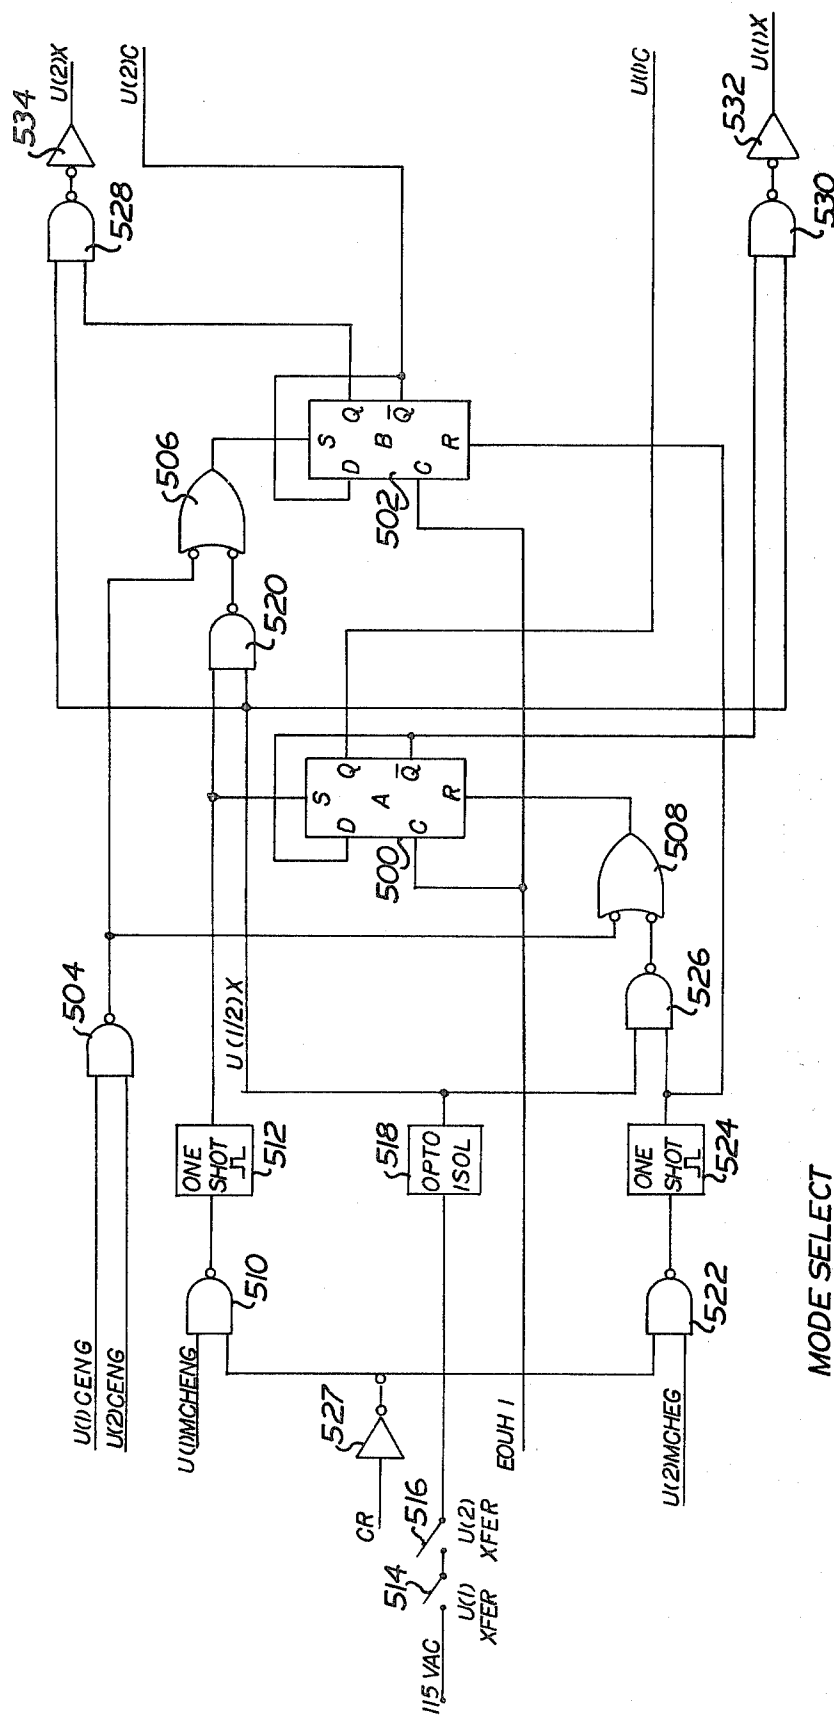 U(1)CENG
U(2)CENG
504
U(1)MCHENG
510
ONE
SHOT
512
U(1/2)X
520
506
534
U(2)X
528
U(2)C
CR
527
115 VAC
514
U(1)
XFER
516
U(2)
XFER
518
OPTO
ISOL
EOUH 1
500
S
D
A
Q
Q̅
C
R
502
S
D
B
Q
Q̅
C
R
U(1)C
U(2)MCHEG
522
ONE
SHOT
524
526
508
532
U(1)X
530
MODE SELECT